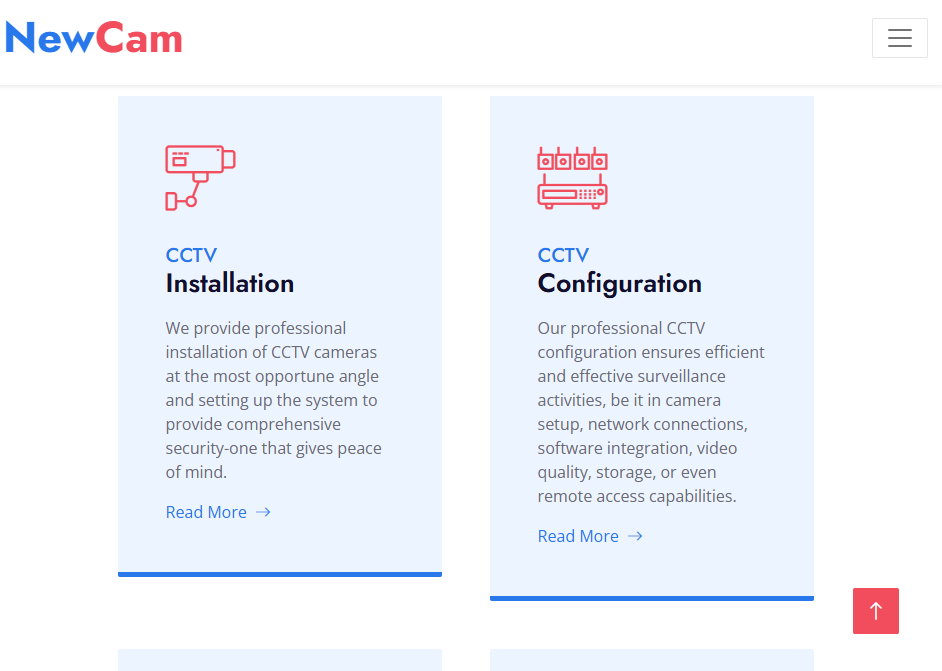 NewCam
CCTV
Installation
We provide professional
installation of CCTV cameras
at the most opportune angle
and setting up the system to
provide comprehensive
security-one that gives peace
of mind.
Read More
CCTV
Configuration
Our professional CCTV
configuration ensures efficient
and effective surveillance
activities, be it in camera
setup, network connections,
software integration, video
quality, storage, or even
remote access capabilities.
Read More